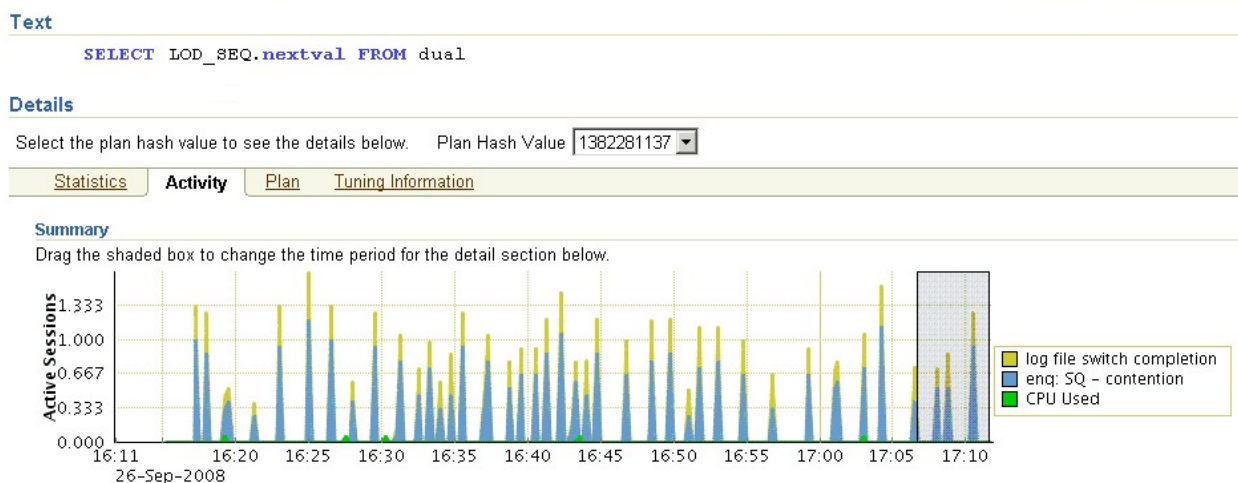 Text
SELECT LOD_SEQ.nextval FROM dual
Details
Select the plan hash value to see the details below. Plan Hash Value 1382281137
Statistics Activity Plan Tuning Information
Summary
Drag the shaded box to change the time period for the detail section below.
Active Sessions
1.333
1.000
0.667
0.333
0.000
16:11 16:20 16:25 16:30 16:35 16:40 16:45 16:50 16:55 17:00 17:05 17:10
26-Sep-2008
log file switch completion
enq: SQ - contention
CPU Used